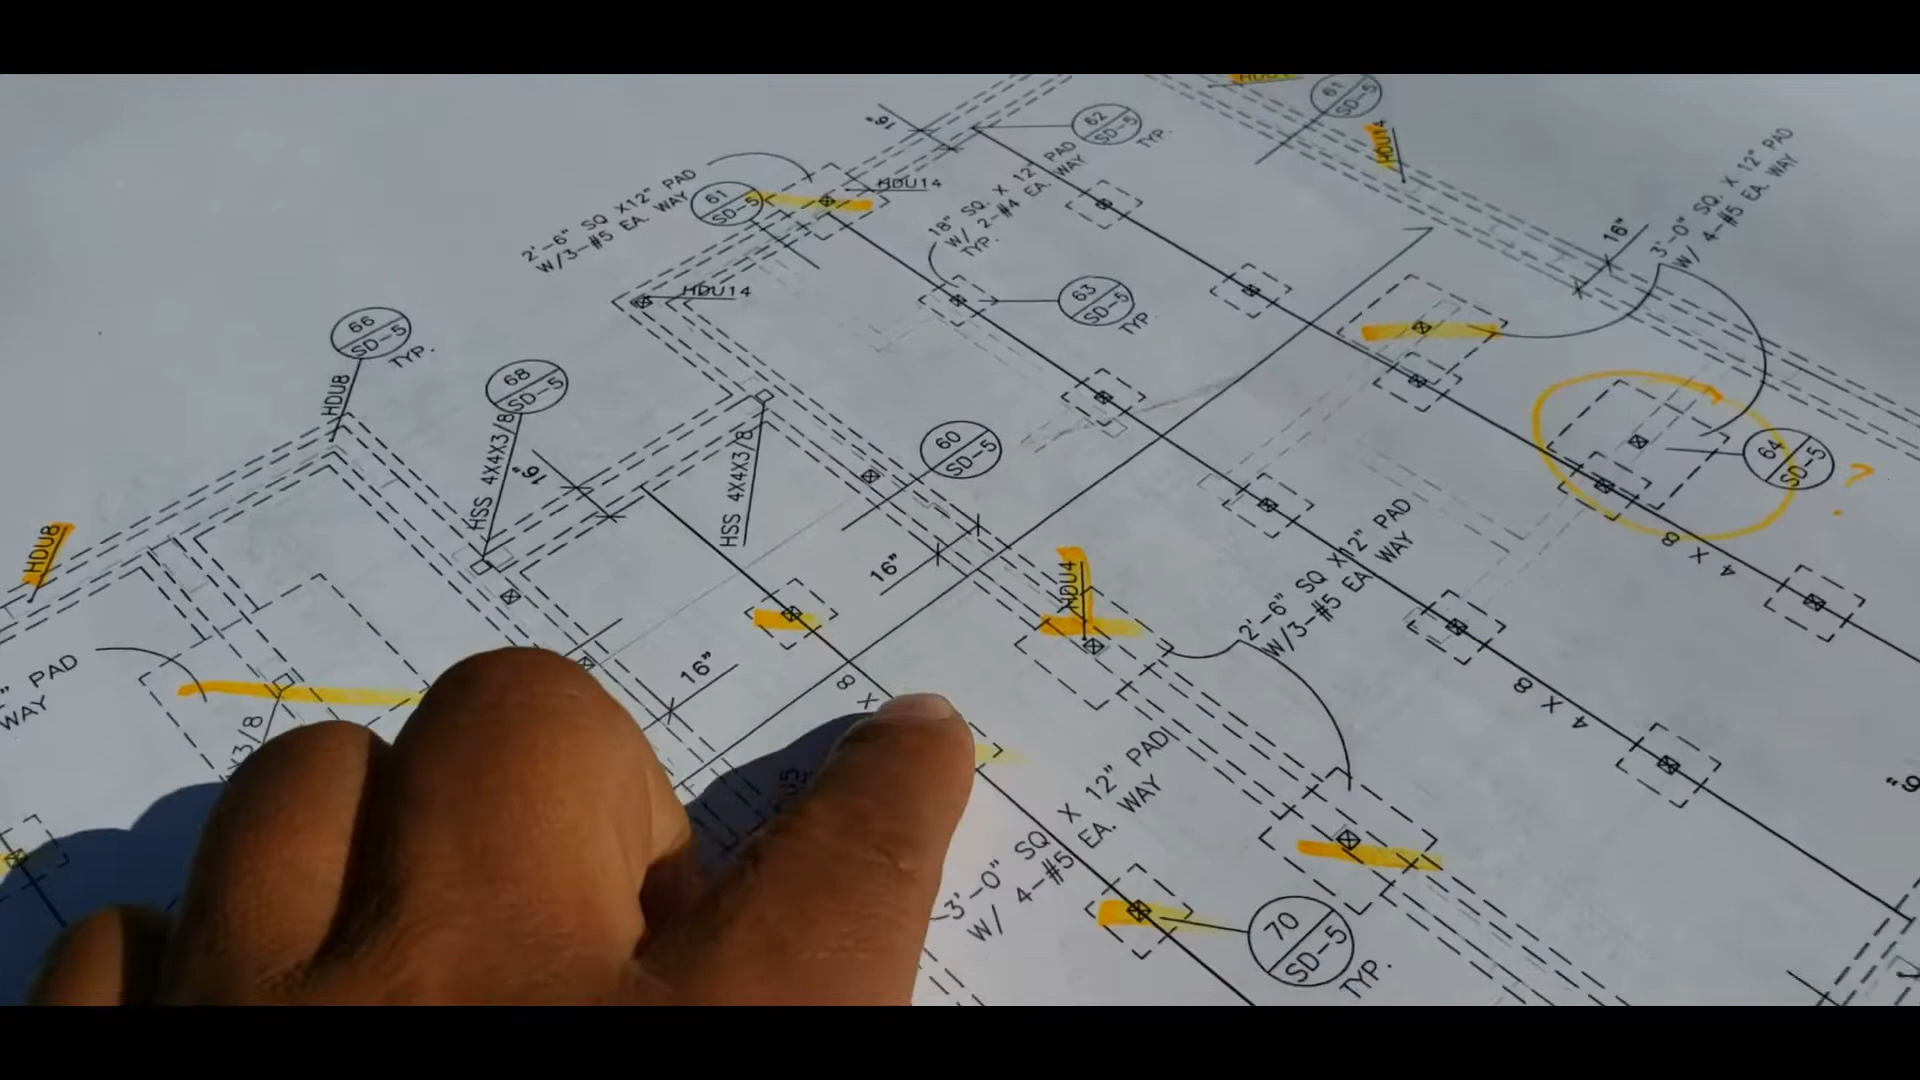 61
SD-5
HDU14
16"
62
SD-5
TYP.
2'-6" SQ X12" PAD
W/3-#5 EA. WAY
61
SD-5
HDU14
18" SQ. X 12" PAD
W/ 2-#4 EA. WAY
TYP.
3'-0" SQ. X 12" PAD
W/ 4-#5 EA. WAY
16"
HDU14
63
SD-5
TYP.
66
SD-5
TYP.
HDU8
68
SD-5
HSS 4X4X3/8
16"
HSS 4X4X3/8
60
SD-5
16"
64
SD-5
?
4 X 8
HDU8
HDU4
2'-6" SQ X12" PAD
W/3-#5 EA WAY
16"
8 X
4 X 8
" PAD
WAY
X3/8
3'-0" SQ X 12" PAD
W/ 4-#5 EA. WAY
70
SD-5
TYP.